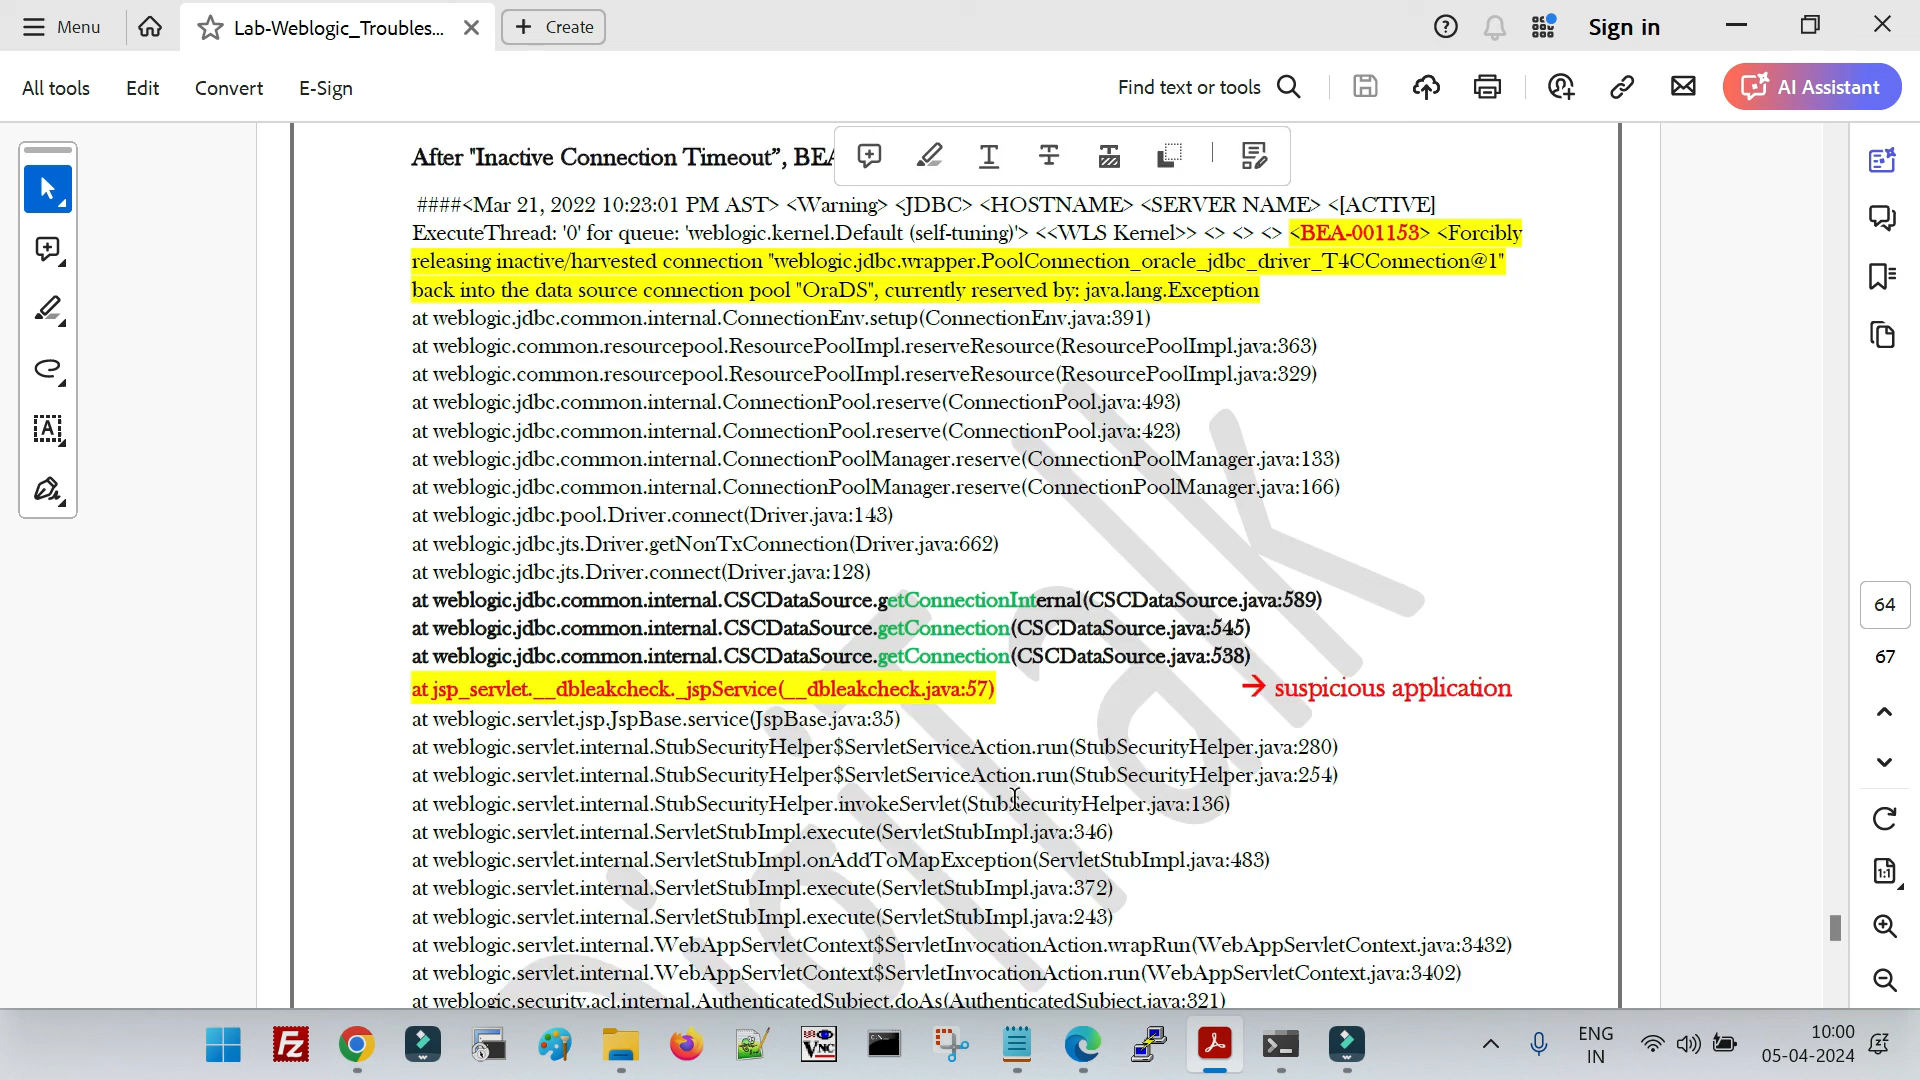 Menu
Lab-Weblogic_Troubles...
Create
Sign in
All tools
Edit
Convert
E-Sign
Find text or tools
AI Assistant
After "Inactive Connection Timeout”, BEA
####<Mar 21, 2022 10:23:01 PM AST> <Warning> <JDBC> <HOSTNAME> <SERVER NAME> <[ACTIVE]
ExecuteThread: '0' for queue: 'weblogic.kernel.Default (self-tuning)'> <<WLS Kernel>> <> <> <> <BEA-001153> <Forcibly
releasing inactive/harvested connection "weblogic.jdbc.wrapper.PoolConnection_oracle_jdbc_driver_T4CConnection@1"
back into the data source connection pool "OraDS", currently reserved by: java.lang.Exception
at weblogic.jdbc.common.internal.ConnectionEnv.setup(ConnectionEnv.java:391)
at weblogic.common.resourcepool.ResourcePoolImpl.reserveResource(ResourcePoolImpl.java:363)
at weblogic.common.resourcepool.ResourcePoolImpl.reserveResource(ResourcePoolImpl.java:329)
at weblogic.jdbc.common.internal.ConnectionPool.reserve(ConnectionPool.java:493)
at weblogic.jdbc.common.internal.ConnectionPool.reserve(ConnectionPool.java:423)
at weblogic.jdbc.common.internal.ConnectionPoolManager.reserve(ConnectionPoolManager.java:133)
at weblogic.jdbc.common.internal.ConnectionPoolManager.reserve(ConnectionPoolManager.java:166)
at weblogic.jdbc.pool.Driver.connect(Driver.java:143)
at weblogic.jdbc.jts.Driver.getNonTxConnection(Driver.java:662)
at weblogic.jdbc.jts.Driver.connect(Driver.java:128)
at weblogic.jdbc.common.internal.CSCDataSource.getConnectionInternal(CSCDataSource.java:589)
at weblogic.jdbc.common.internal.CSCDataSource.getConnection(CSCDataSource.java:545)
at weblogic.jdbc.common.internal.CSCDataSource.getConnection(CSCDataSource.java:538)
at jsp_servlet.__dbleakcheck._jspService(__dbleakcheck.java:57) → suspicious application
at weblogic.servlet.jsp.JspBase.service(JspBase.java:35)
at weblogic.servlet.internal.StubSecurityHelper$ServletServiceAction.run(StubSecurityHelper.java:280)
at weblogic.servlet.internal.StubSecurityHelper$ServletServiceAction.run(StubSecurityHelper.java:254)
at weblogic.servlet.internal.StubSecurityHelper.invokeServlet(StubSecurityHelper.java:136)
at weblogic.servlet.internal.ServletStubImpl.execute(ServletStubImpl.java:346)
at weblogic.servlet.internal.ServletStubImpl.onAddToMapException(ServletStubImpl.java:483)
at weblogic.servlet.internal.ServletStubImpl.execute(ServletStubImpl.java:372)
at weblogic.servlet.internal.ServletStubImpl.execute(ServletStubImpl.java:243)
at weblogic.servlet.internal.WebAppServletContext$ServletInvocationAction.wrapRun(WebAppServletContext.java:3432)
at weblogic.servlet.internal.WebAppServletContext$ServletInvocationAction.run(WebAppServletContext.java:3402)
at weblogic.security.acl.internal.AuthenticatedSubject.doAs(AuthenticatedSubject.java:321)
64
67
ENG
IN
10:00
05-04-2024